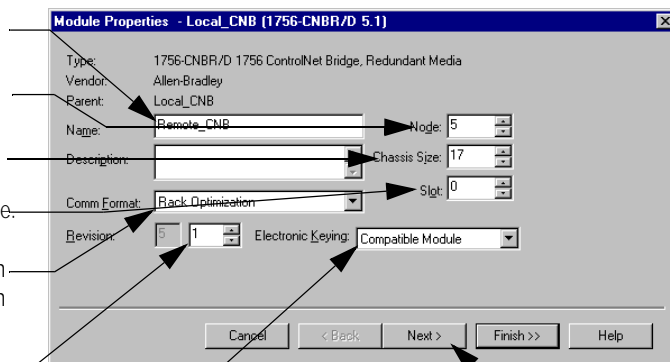 Module Properties - Local_CNB (1756-CNBR/D 5.1)
Type: 1756-CNBR/D 1756 ControlNet Bridge, Redundant Media
Vendor: Allen-Bradley
Parent: Local_CNB
Name: Remote_CNB Node: 5
Description: Chassis Size: 17
Slot: 0
e.
Comm Format: Rack Optimization
Revision: 5 1 Electronic Keying: Compatible Module
n
n
Cancel < Back Next > Finish >> Help